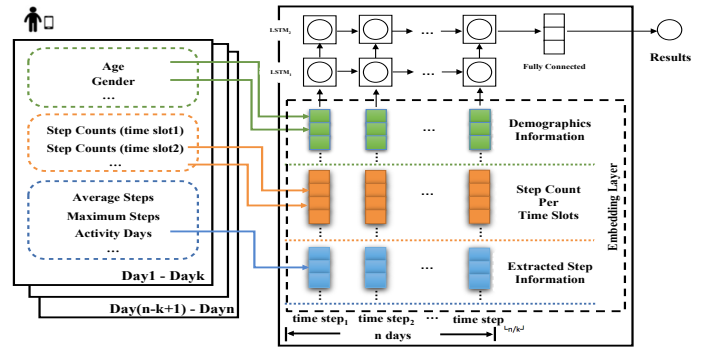 Age
Gender
...
Step Counts (time slot1)
Step Counts (time slot2)
...
Average Steps
Maximum Steps
Activity Days
...
Day1 - Dayk
Day(n-k+1) - Dayn
LSTM2
...
LSTM1
...
Fully Connected
Results
...
Demographics
Information
...
Step Count
Per
Time Slots
...
Extracted Step
Information
Embedding Layer
time step1 time step2 ... time step└n/k┘
n days